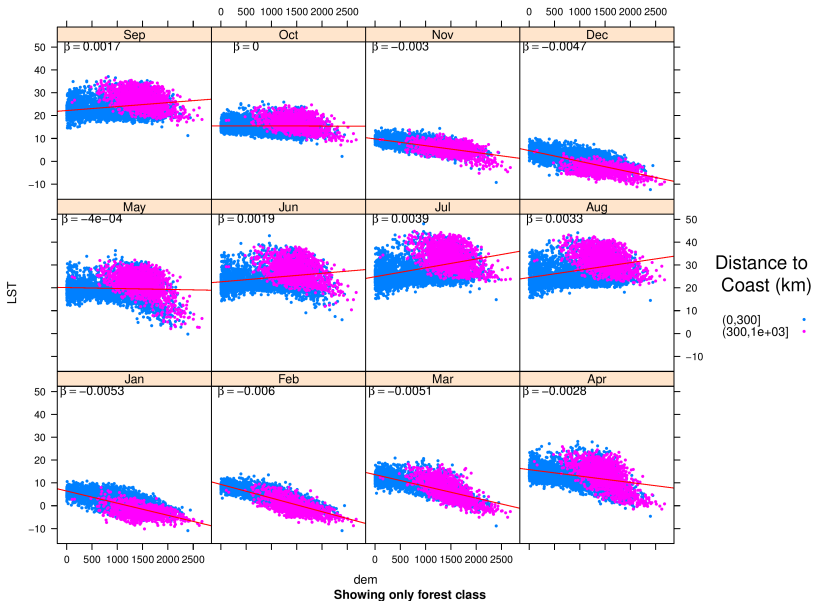 0 500 1000 1500 2000 2500
0 500 1000 1500 2000 2500
Sep
Oct
Nov
Dec
β = 0.0017
β = 0
β = −0.003
β = −0.0047
50
40
30
20
10
0
−10
May
Jun
Jul
Aug
β = −4e−04
β = 0.0019
β = 0.0039
β = 0.0033
50
40
30
20
10
0
−10
Jan
Feb
Mar
Apr
β = −0.0053
β = −0.006
β = −0.0051
β = −0.0028
50
40
30
20
10
0
−10
0 500 1000 1500 2000 2500
0 500 1000 1500 2000 2500
LST
dem
Showing only forest class
Distance to
Coast (km)
(0,300]
(300,1e+03]